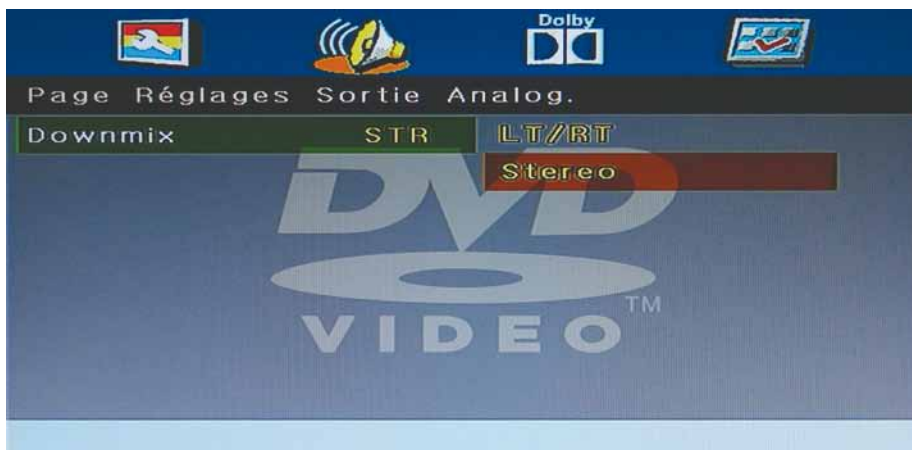 Dolby
Page Réglages Sortie Analog.
Downmix STR LT/RT
Stereo
DVD
VIDEO TM